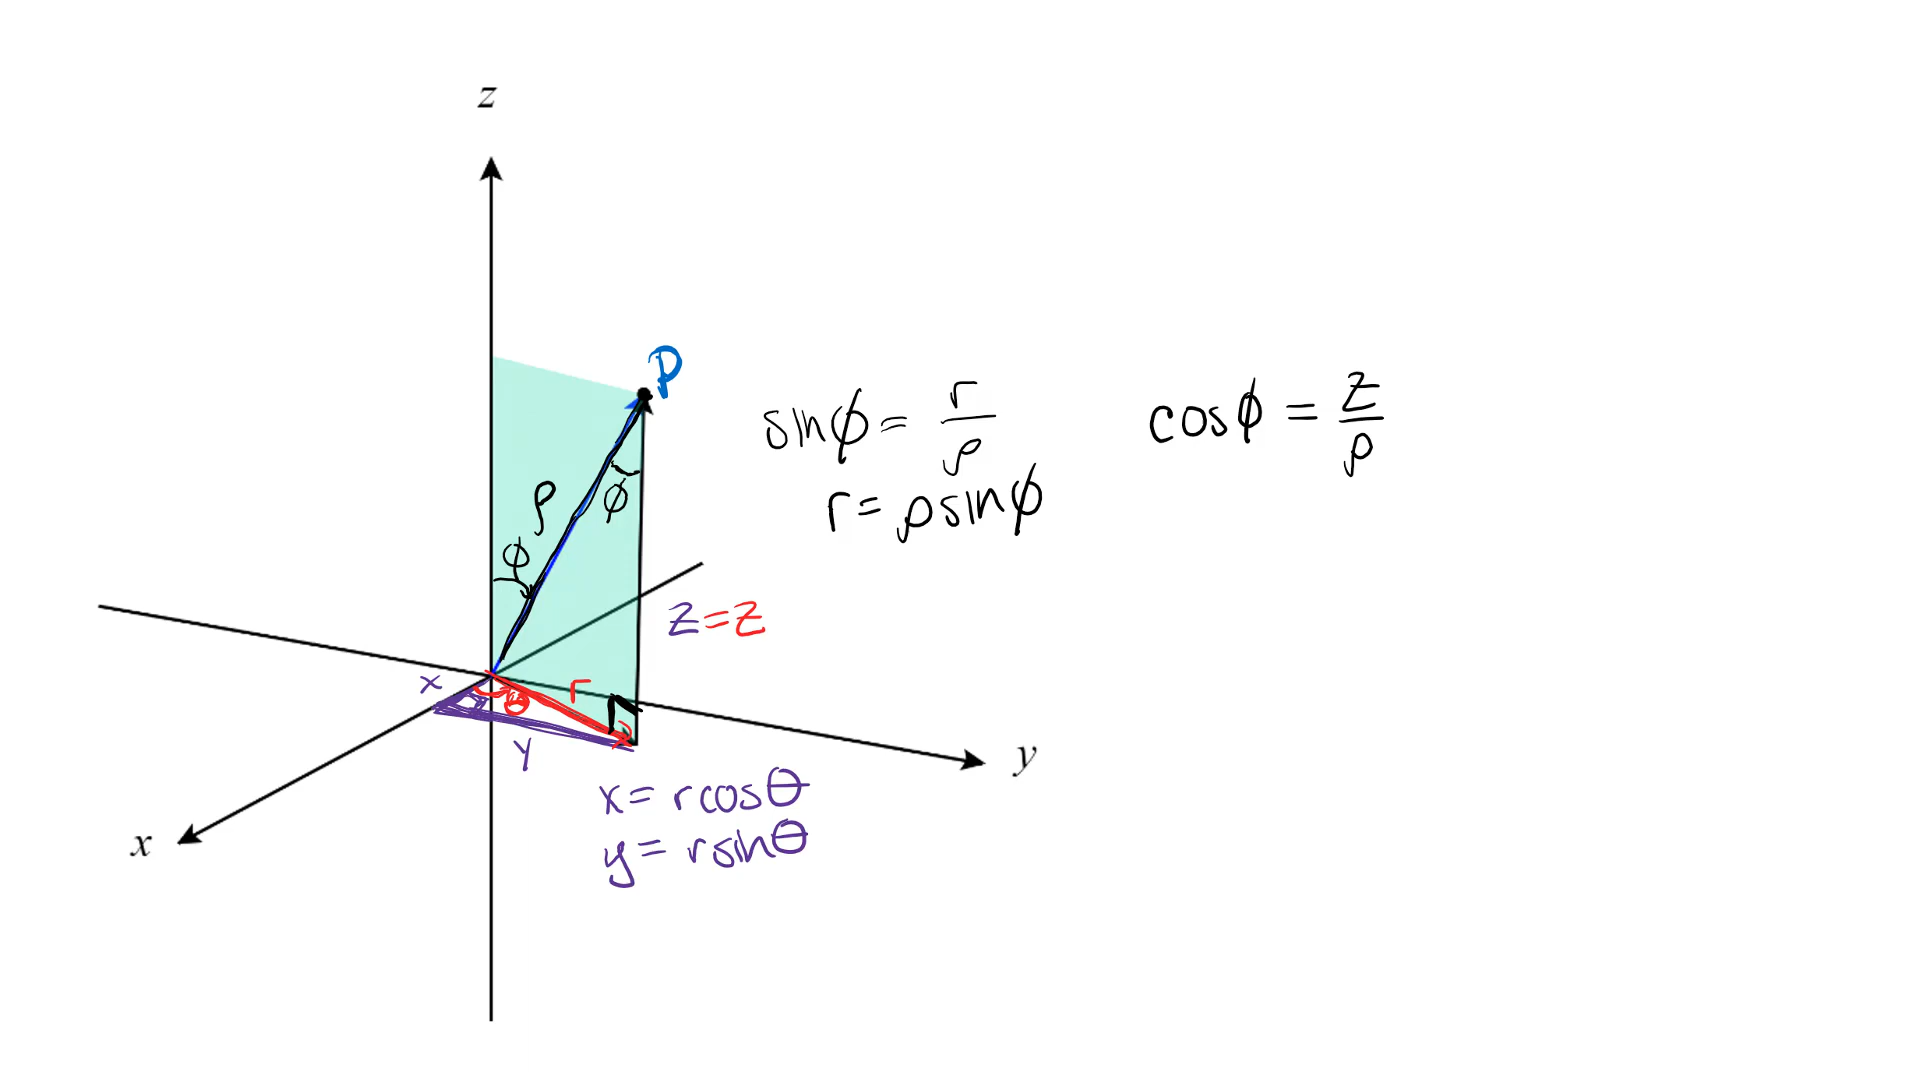 z
P
sinϕ = r/ρ
cosϕ = z/ρ
r = ρsinϕ
ρ
ϕ
ϕ
z=z
x
r
θ
y
y
x = rcosθ
y = rsinθ
x